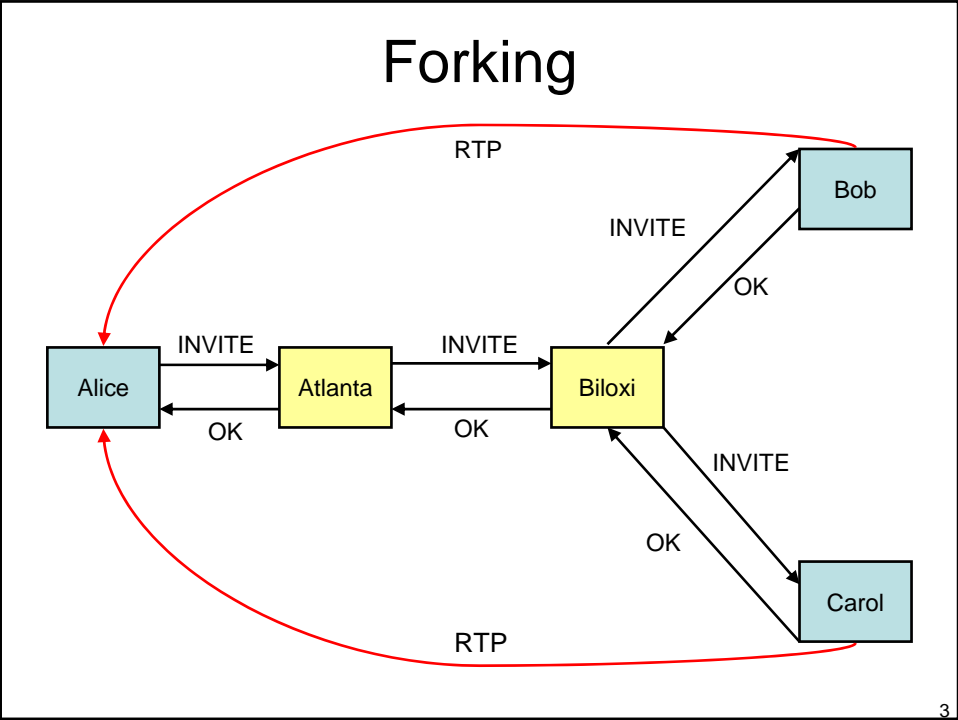 Forking
RTP
Bob
INVITE
OK
INVITE
INVITE
Alice
Atlanta
Biloxi
OK
OK
INVITE
OK
Carol
RTP
3